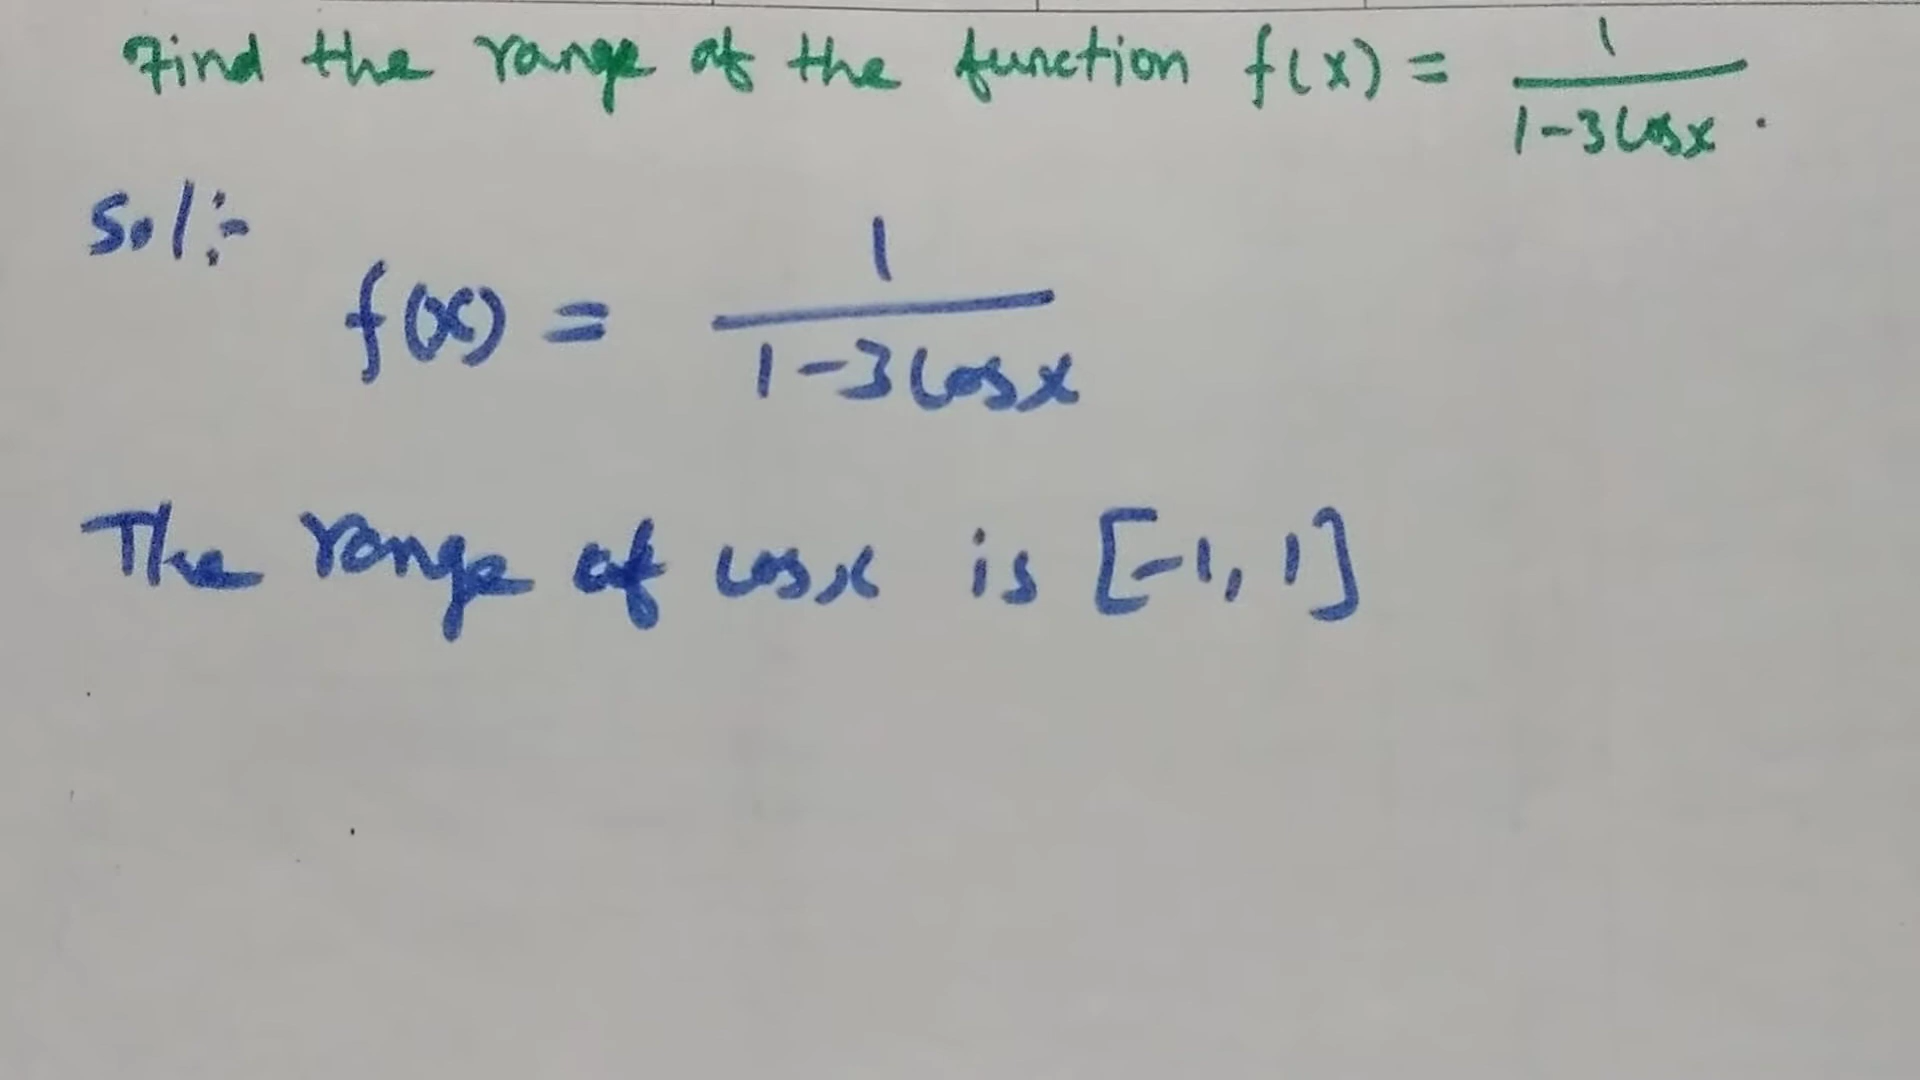 Find the range of the function f(x) = 1/(1-3cosx).
Sol:-
f(x) = 1/(1-3cosx)
The range of cosx is [-1, 1]